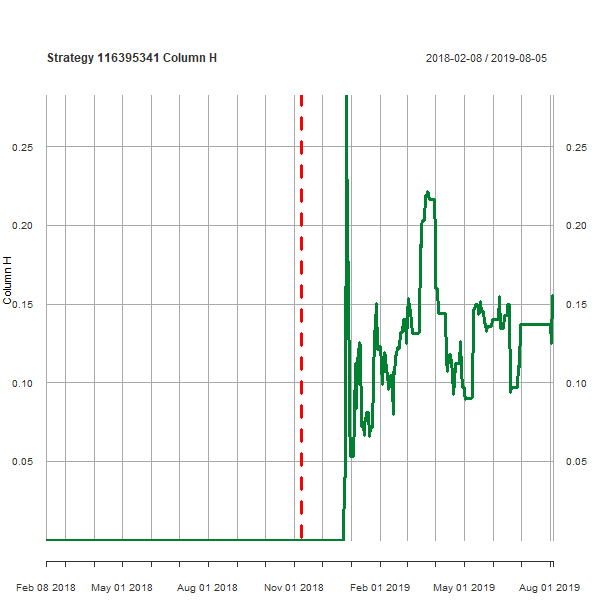 Strategy 116395341 Column H
2018-02-08 / 2019-08-05
Column H
0.25
0.20
0.15
0.10
0.05
0.25
0.20
0.15
0.10
0.05
Feb 08 2018
May 01 2018
Aug 01 2018
Nov 01 2018
Feb 01 2019
May 01 2019
Aug 01 2019